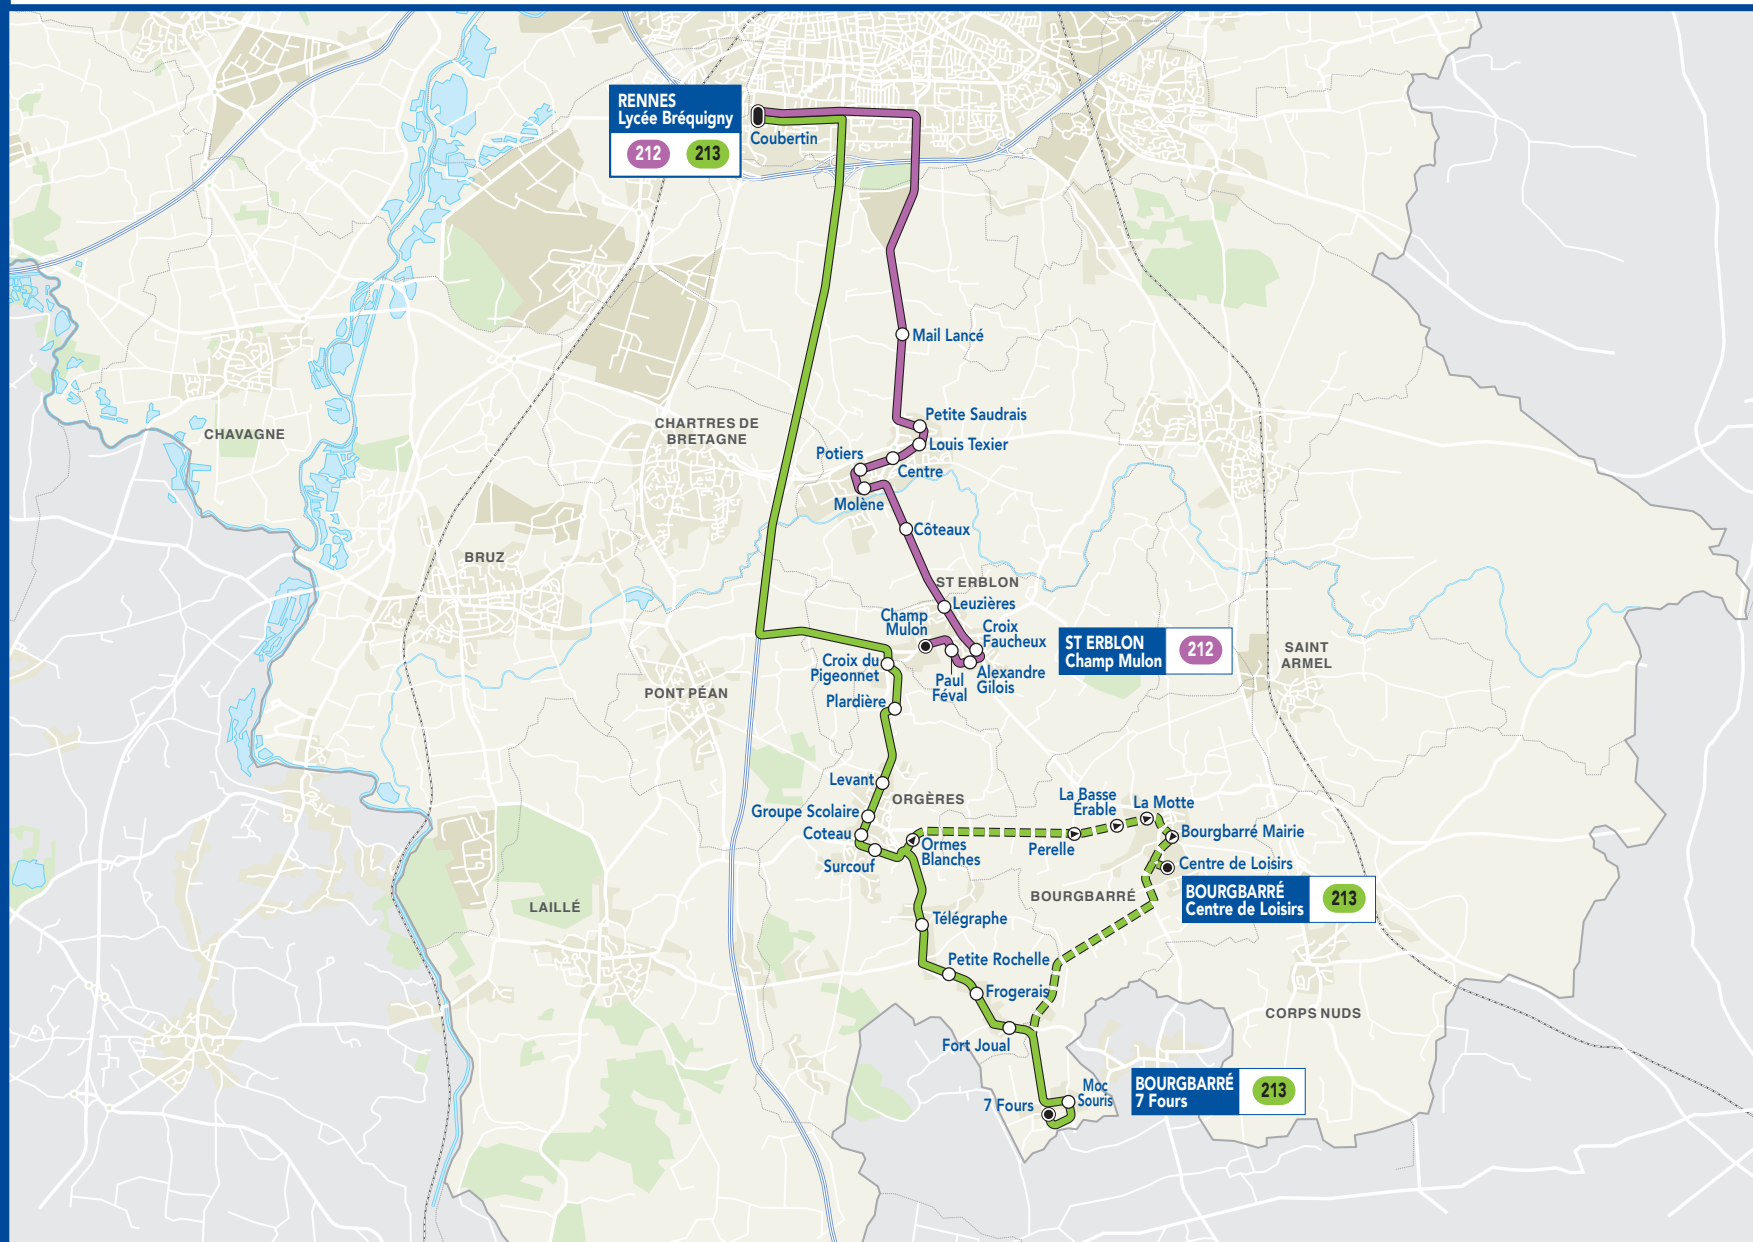 RENNES
Lycée Bréquigny
212
213
Coubertin
Mail Lancé
Petite Saudrais
Louis Texier
Potiers
Centre
Molène
Côteaux
CHARTRES DE
BRETAGNE
CHAVAGNE
BRUZ
ST ERBLON
Leuzières
Champ
Mulon
Croix
Faucheux
ST ERBLON
Champ Mulon
212
SAINT
ARMEL
Croix du
Pigeonnet
Paul
Féval
Alexandre
Gilois
PONT PÉAN
Plardière
Levant
ORGÈRES
Groupe Scolaire
Coteau
Surcouf
Ormes
Blanches
La Basse
Érable
La Motte
Perelle
Bourgbarré Mairie
Centre de Loisirs
BOURGBARRÉ
BOURGBARRÉ
Centre de Loisirs
213
LAILLÉ
Télégraphe
Petite Rochelle
Frogerais
CORPS NUDS
Fort Joual
Moc
Souris
7 Fours
BOURGBARRÉ
7 Fours
213